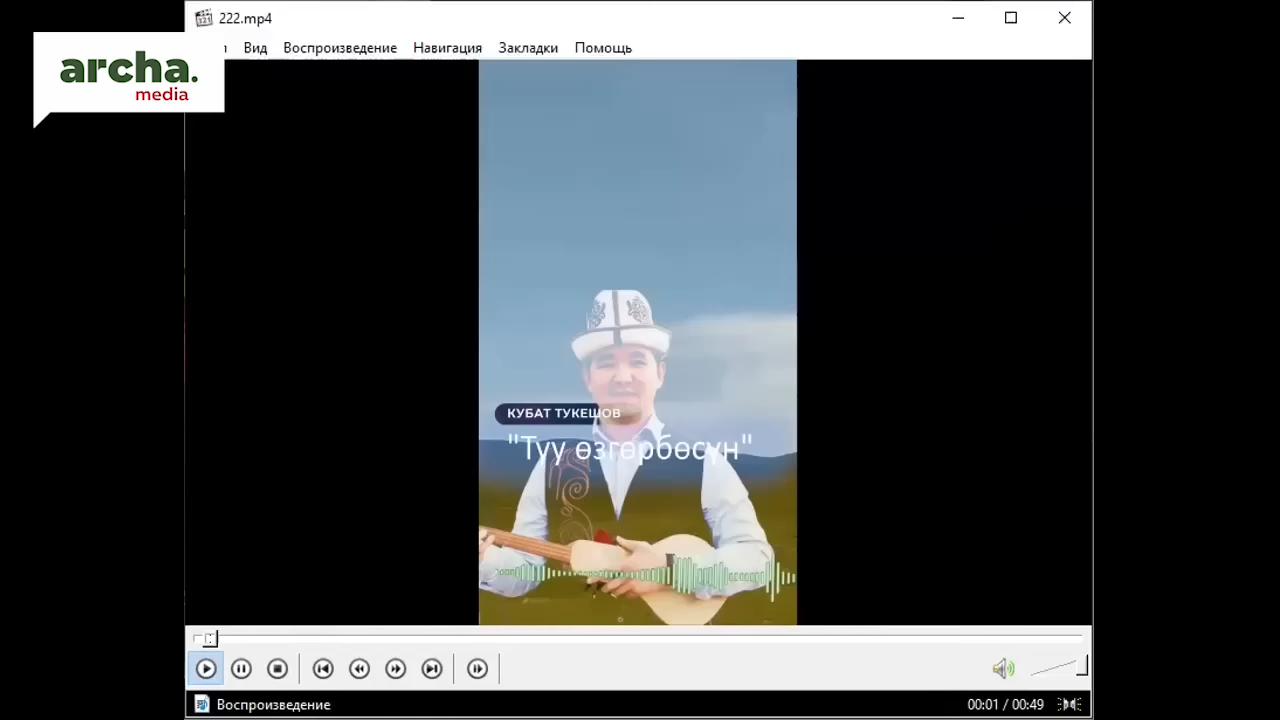 222.mp4
archa.
media
Вид Воспроизведение Навигация Закладки Помощь
КУБАТ ТУКЕШОВ
"Туу өзгөрбөсүн"
Воспроизведение
00:01 / 00:49